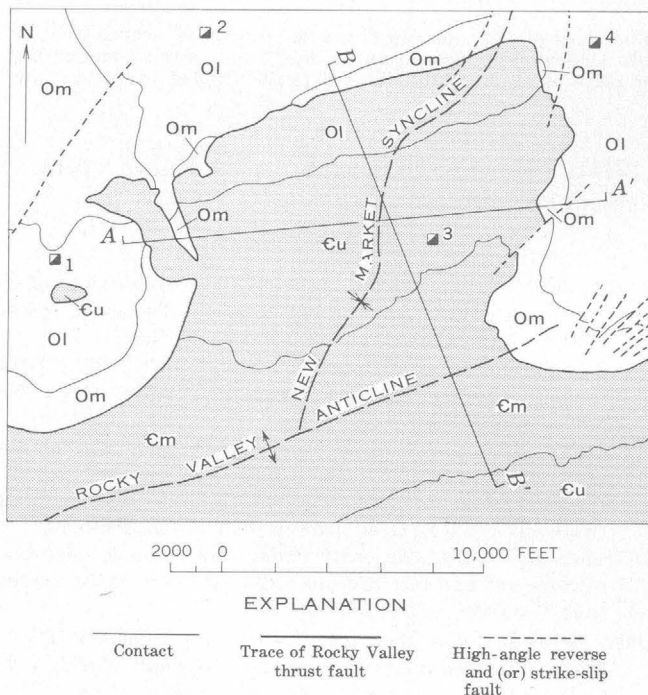 N
2
4
Om
Ol
B
Om
Om
SYNCLINE
Om
Ol
Ol
Om
A
A'
Om
Om
1
Ꞓu
MARKET
3
Ꞓu
Ol
NEW
Om
Om
ANTICLINE
Ꞓm
Ꞓm
VALLEY
ROCKY
B'
Ꞓu
2000 0 10,000 FEET
EXPLANATION
Contact
Trace of Rocky Valley
thrust fault
High-angle reverse
and (or) strike-slip
fault